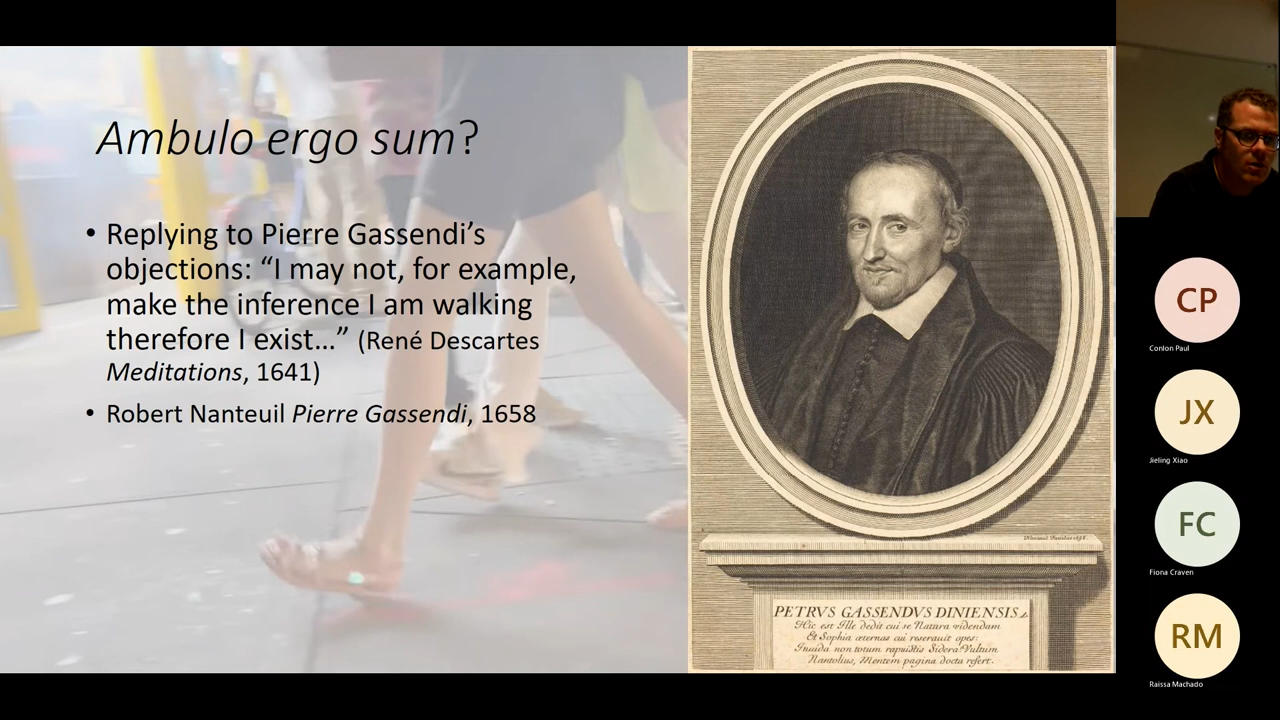 Ambulo ergo sum?
• Replying to Pierre Gassendi’s
objections: “I may not, for example,
make the inference I am walking
therefore I exist…” (René Descartes
Meditations, 1641)
• Robert Nanteuil Pierre Gassendi, 1658
PETRVS GASSENDVS DINIENSIS
Hic est Ille dedit cui se Natura videndam
Et Sophia æternas cui reserauit opes:
Inuida non totum rapuistis Sidera Vultum
Nantolius, Mentem pagina docta refert.
CP
Conlon Paul
JX
Jieling Xiao
FC
Fiona Craven
RM
Raissa Machado